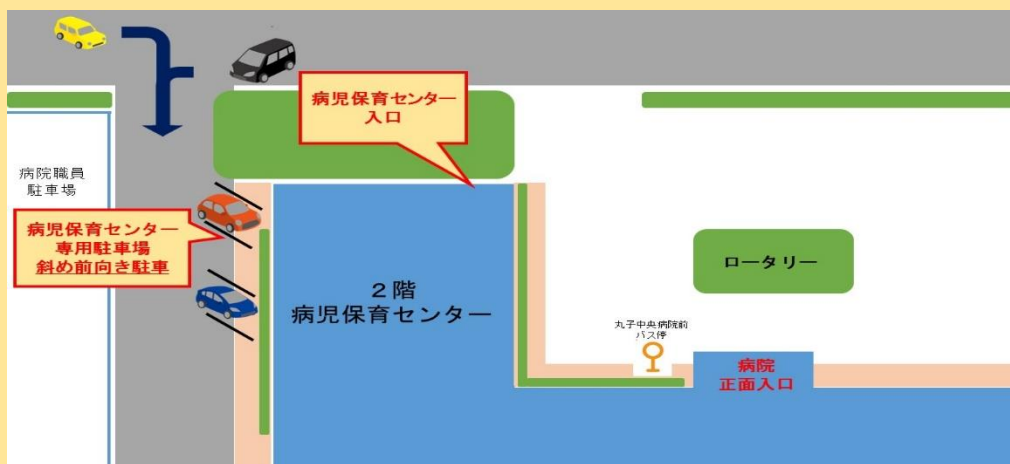 病児保育センター
入口
病院職員
駐車場
病児保育センター
専用駐車場
斜め前向き駐車
２階
病児保育センター
ロータリー
丸子中央病院前
バス停
病院
正面入口